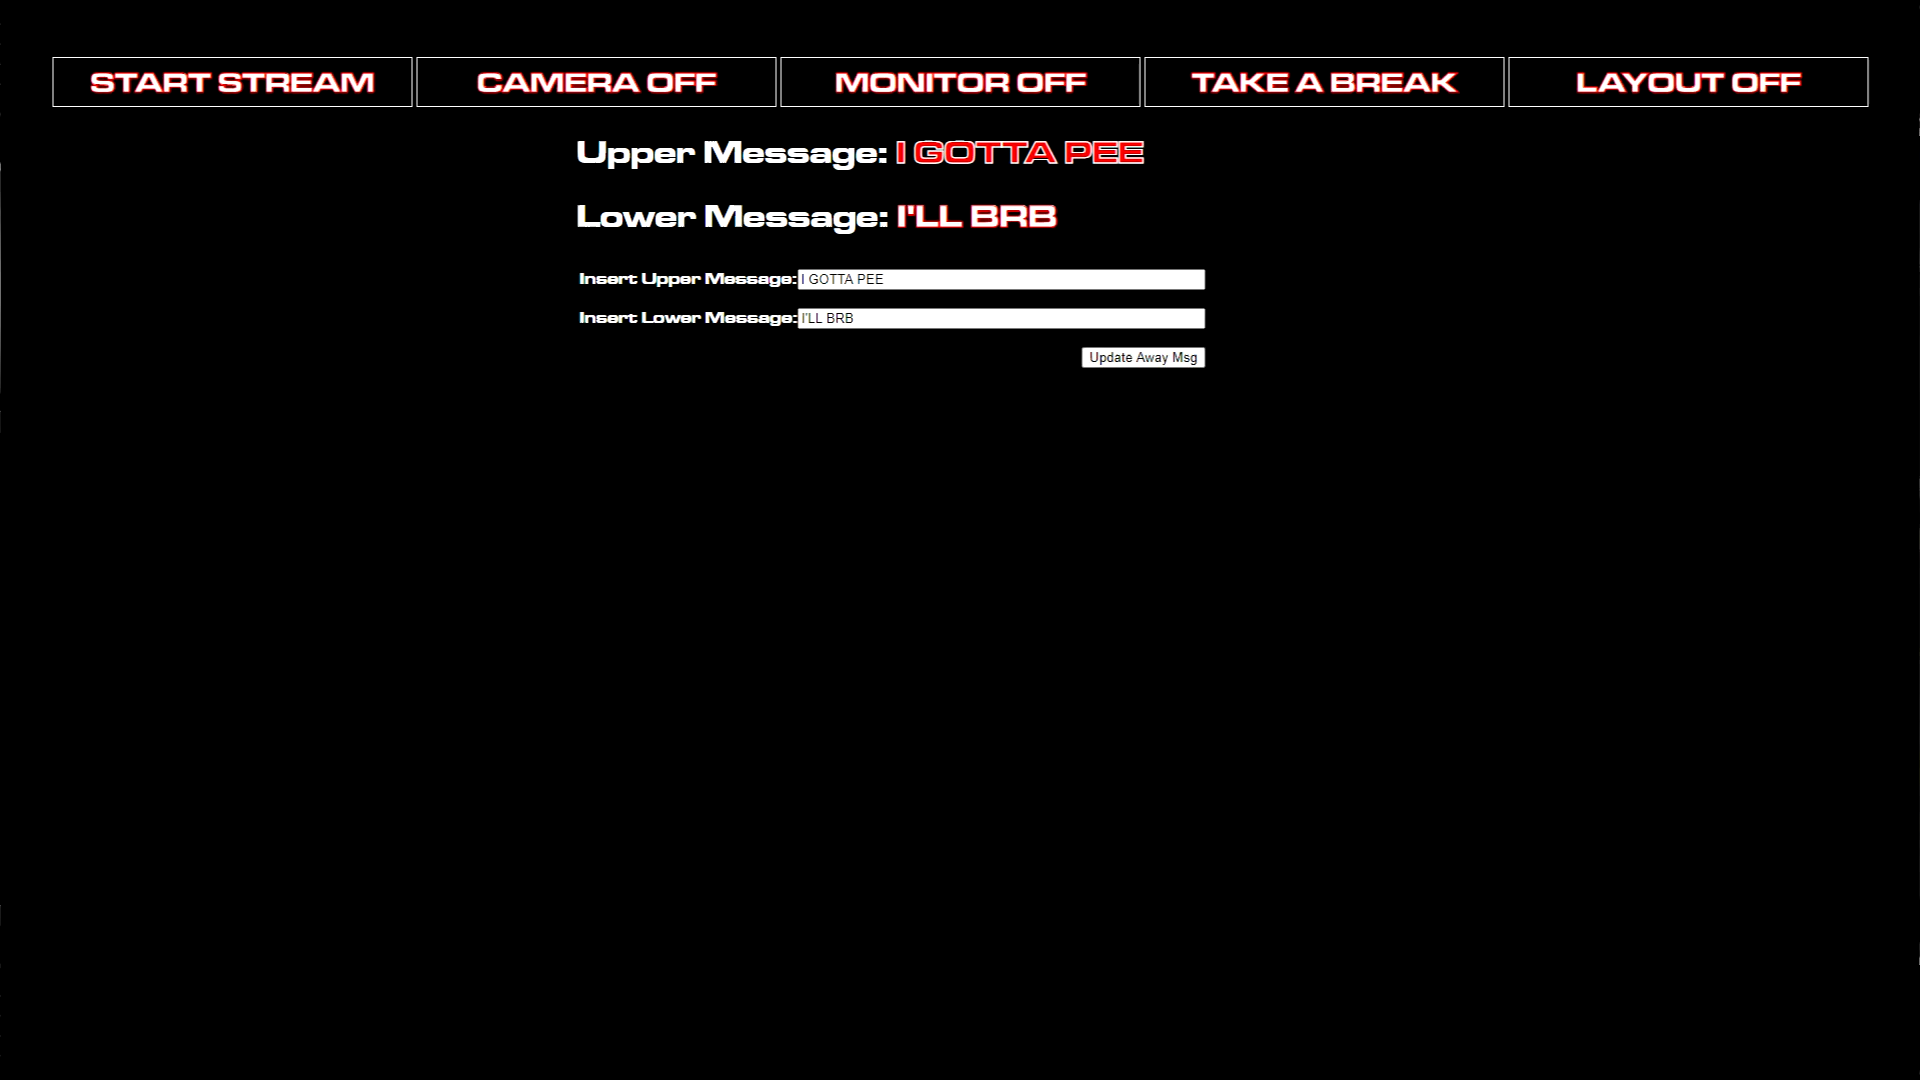 START STREAM CAMERA OFF MONITOR OFF TAKE A BREAK LAYOUT OFF
Upper Message: I GOTTA PEE
Lower Message: I'LL BRB
Insert Upper Message: I GOTTA PEE
Insert Lower Message: I'LL BRB
Update Away Msg